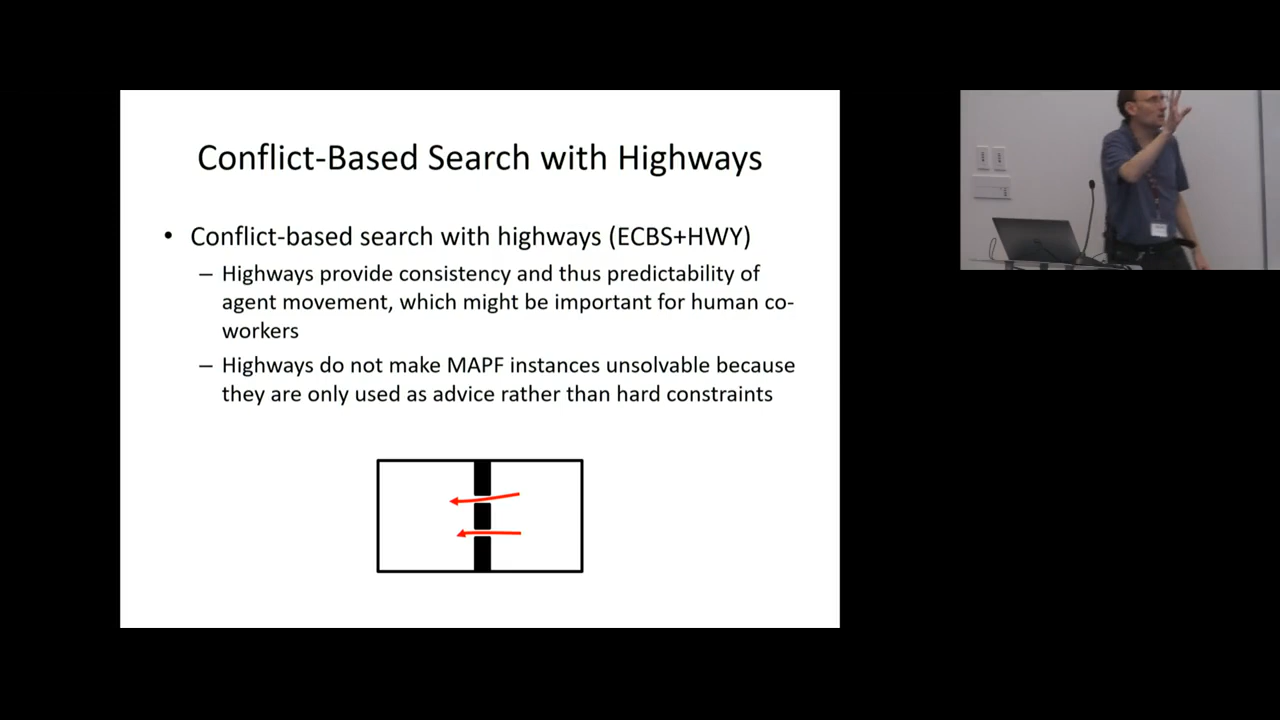 Conflict-Based Search with Highways
• Conflict-based search with highways (ECBS+HWY)
– Highways provide consistency and thus predictability of
agent movement, which might be important for human co-
workers
– Highways do not make MAPF instances unsolvable because
they are only used as advice rather than hard constraints